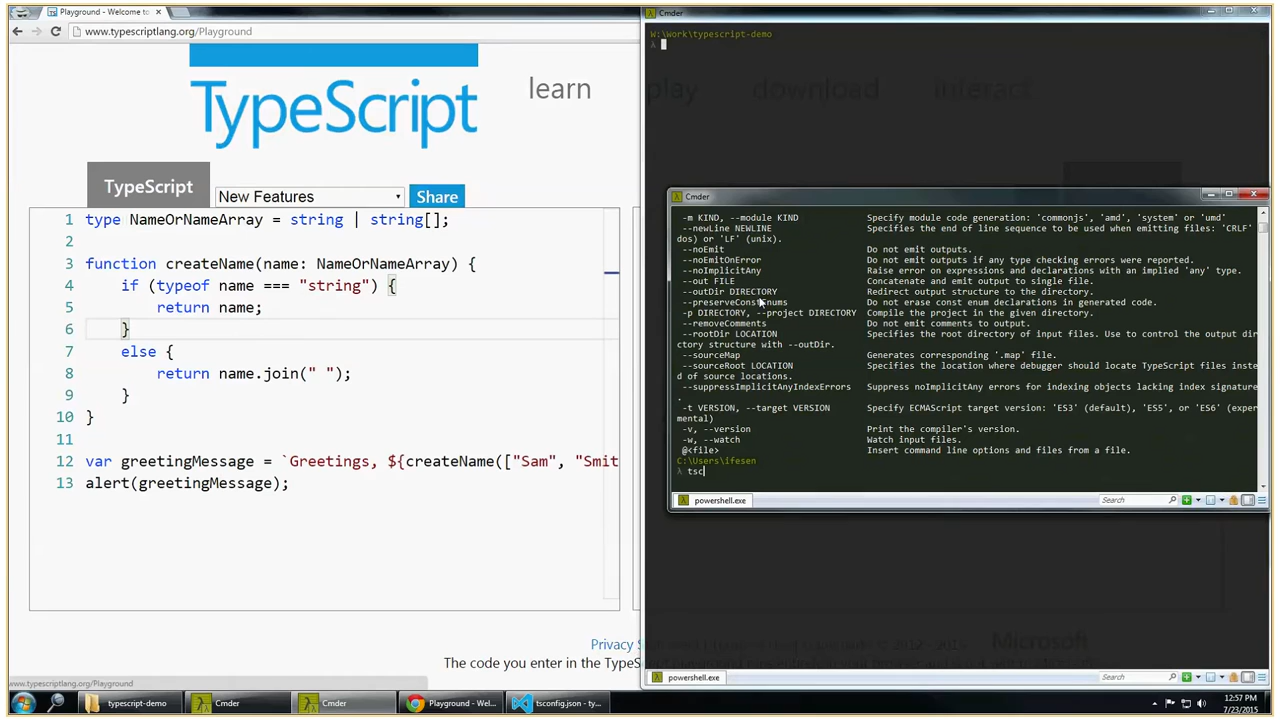 Playground - Welcome to
www.typescriptlang.org/Playground
TypeScript
learn
TypeScript
New Features
Share
1 type NameOrNameArray = string | string[];
2
3 function createName(name: NameOrNameArray) {
4 if (typeof name === "string") {
5 return name;
6 }
7 else {
8 return name.join(" ");
9 }
10 }
11
12 var greetingMessage = `Greetings, ${createName(["Sam", "Smit
13 alert(greetingMessage);
Privacy
The code you enter in the TypeS
www.typescriptlang.org/Playground
Cmder
W:\work\typescript-demo
λ
play
download
interact
Cmder
-m KIND, --module KIND Specify module code generation: 'commonjs', 'amd', 'system' or 'umd'
--newLine NEWLINE Specifies the end of line sequence to be used when emitting files: 'CRLF' (
dos) or 'LF' (unix).
--noEmit Do not emit outputs.
--noEmitOnError Do not emit outputs if any type checking errors were reported.
--noImplicitAny Raise error on expressions and declarations with an implied 'any' type.
--out FILE Concatenate and emit output to single file.
--outDir DIRECTORY Redirect output structure to the directory.
--preserveConstEnums Do not erase const enum declarations in generated code.
-p DIRECTORY, --project DIRECTORY Compile the project in the given directory.
--removeComments Do not emit comments to output.
--rootDir LOCATION Specifies the root directory of input files. Use to control the output dir
ectory structure with --outDir.
--sourceMap Generates corresponding '.map' file.
--sourceRoot LOCATION Specifies the location where debugger should locate TypeScript files inste
d of source locations.
--suppressImplicitAnyIndexErrors Suppress noImplicitAny errors for indexing objects lacking index signature
.
-t VERSION, --target VERSION Specify ECMAScript target version: 'ES3' (default), 'ES5', or 'ES6' (exper
mental)
-v, --version Print the compiler's version.
-w, --watch Watch input files.
@<file> Insert command line options and files from a file.
C:\Users\ifesen
λ tsc
powershell.exe
Search
Microsoft
powershell.exe
Search
typescript-demo
Cmder
Cmder
Playground - Wel...
tsconfig.json - ty...
12:57 PM
7/23/2015